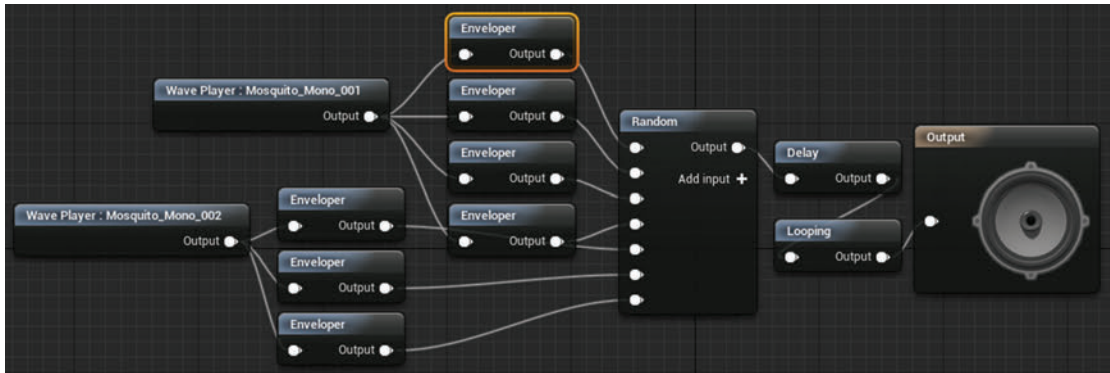 Enveloper
Output
Wave Player : Mosquito_Mono_001
Output
Enveloper
Output
Enveloper
Output
Enveloper
Output
Wave Player : Mosquito_Mono_002
Output
Enveloper
Output
Enveloper
Output
Enveloper
Output
Random
Output
Add input
Delay
Output
Looping
Output
Output